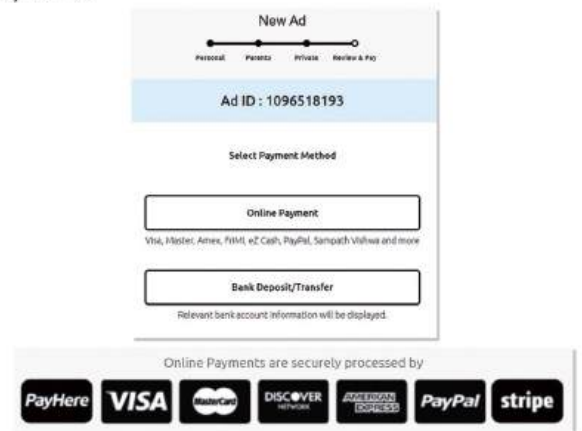 New Ad
Personal Parents Private Review & Pay
Ad ID : 1096518193
Select Payment Method
Online Payment
Visa, Master, Amex, FriMi, eZ Cash, PayPal, Sampath Vishwa and more
Bank Deposit/Transfer
Relevant bank account information will be displayed.
Online Payments are securely processed by
PayHere VISA MasterCard DISCOVER NETWORK AMERICAN EXPRESS PayPal stripe